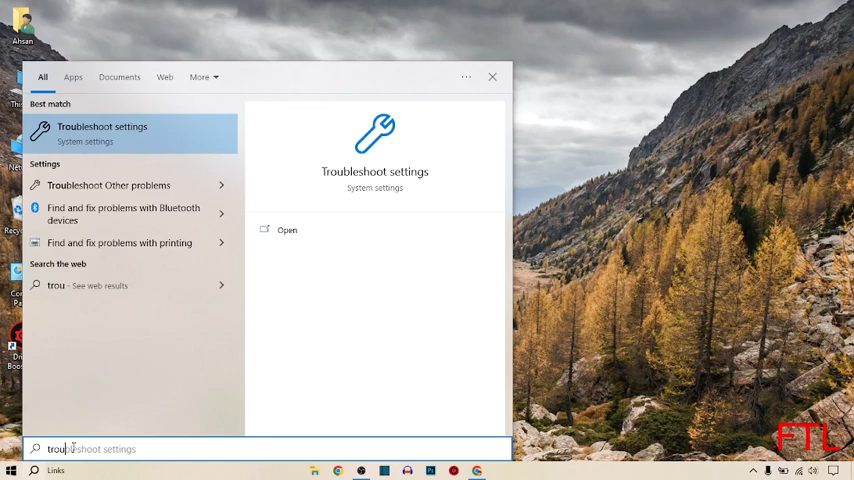 Ahsan
All Apps Documents Web More
Best match
Troubleshoot settings
System settings
Settings
Troubleshoot Other problems
Find and fix problems with Bluetooth
devices
Find and fix problems with printing
Search the web
trou - See web results
Troubleshoot settings
System settings
Open
troubleshoot settings
Links
FTL